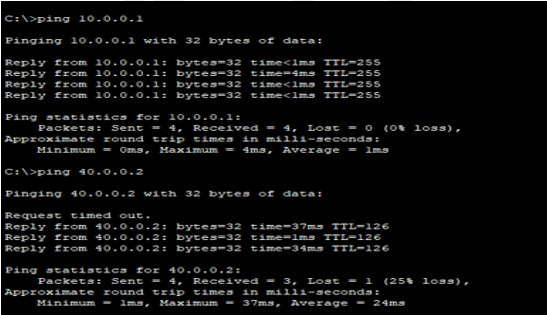 C:\>ping 10.0.0.1
Pinging 10.0.0.1 with 32 bytes of data:
Reply from 10.0.0.1: bytes=32 time<1ms TTL=255
Reply from 10.0.0.1: bytes=32 time=4ms TTL=255
Reply from 10.0.0.1: bytes=32 time<1ms TTL=255
Reply from 10.0.0.1: bytes=32 time<1ms TTL=255
Ping statistics for 10.0.0.1:
Packets: Sent = 4, Received = 4, Lost = 0 (0% loss),
Approximate round trip times in milli-seconds:
Minimum = 0ms, Maximum = 4ms, Average = 1ms
C:\>ping 40.0.0.2
Pinging 40.0.0.2 with 32 bytes of data:
Request timed out.
Reply from 40.0.0.2: bytes=32 time=37ms TTL=126
Reply from 40.0.0.2: bytes=32 time=1ms TTL=126
Reply from 40.0.0.2: bytes=32 time=34ms TTL=126
Ping statistics for 40.0.0.2:
Packets: Sent = 4, Received = 3, Lost = 1 (25% loss),
Approximate round trip times in milli-seconds:
Minimum = 1ms, Maximum = 37ms, Average = 24ms